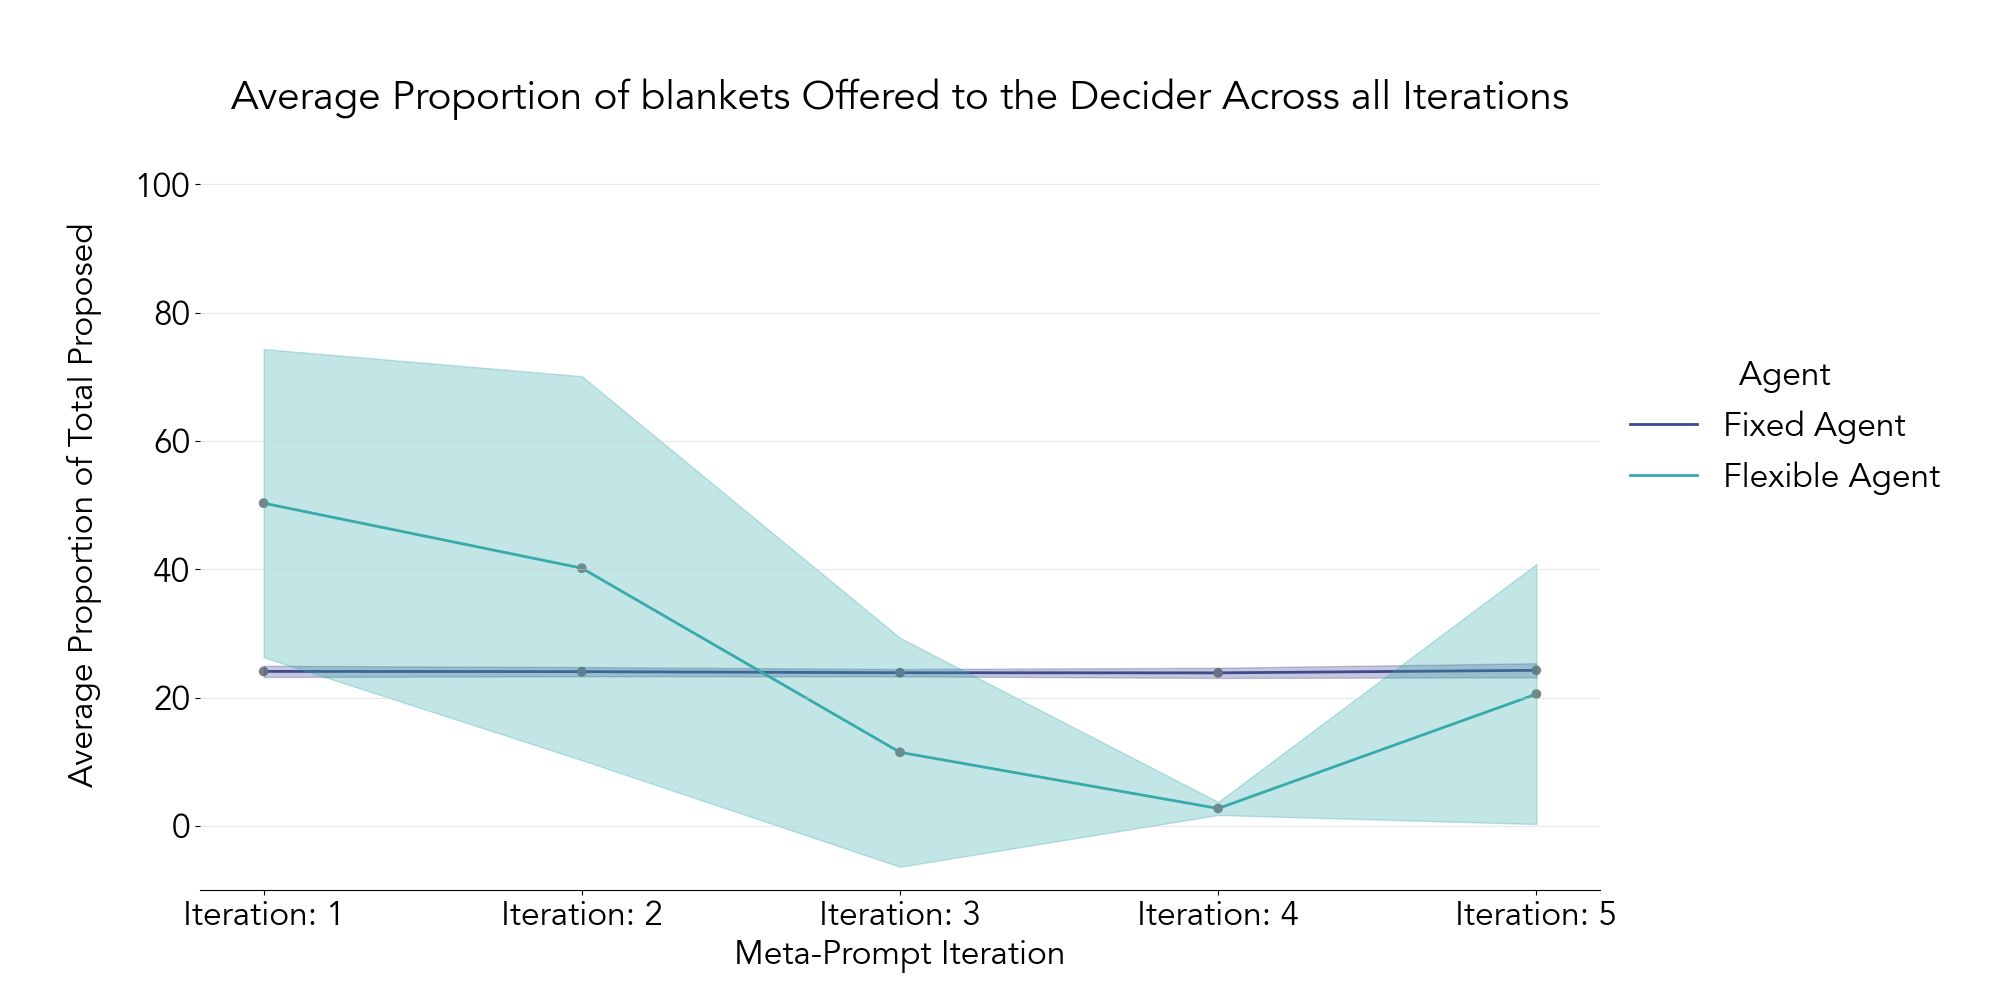 Average Proportion of blankets Offered to the Decider Across all Iterations
Average Proportion of Total Proposed
100
80
60
40
20
0
Agent
Fixed Agent
Flexible Agent
Iteration: 1
Iteration: 2
Iteration: 3
Iteration: 4
Iteration: 5
Meta-Prompt Iteration